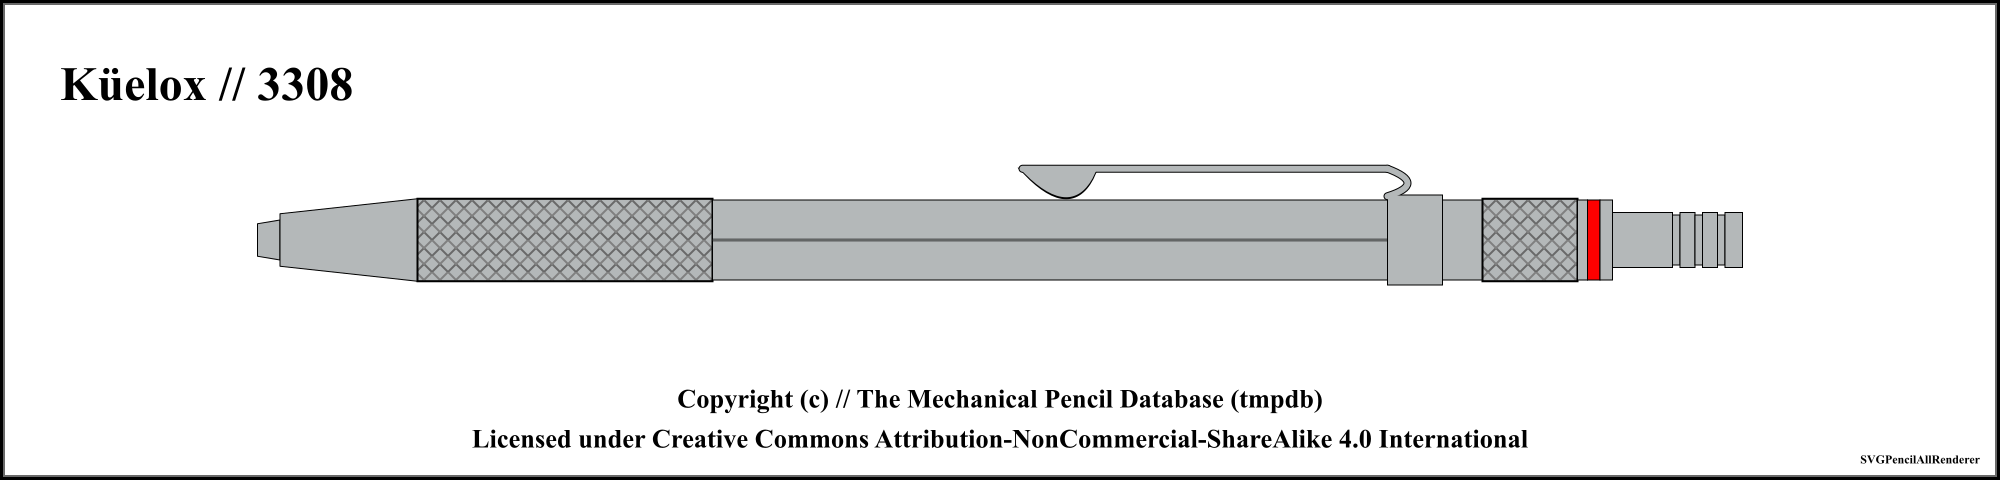 Küelox // 3308
Copyright (c) // The Mechanical Pencil Database (tmpdb)
Licensed under Creative Commons Attribution-NonCommercial-ShareAlike 4.0 International
SVGPencilAllRenderer